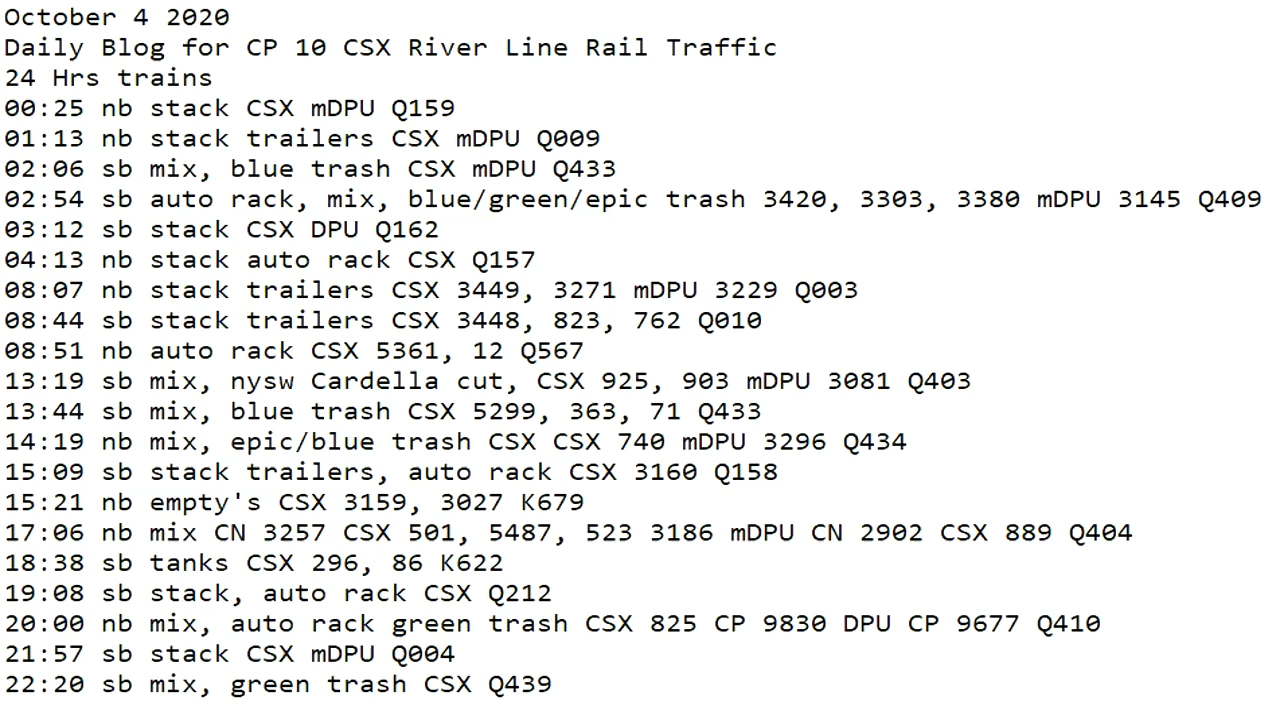 October 4 2020
Daily Blog for CP 10 CSX River Line Rail Traffic
24 Hrs trains
00:25 nb stack CSX mDPU Q159
01:13 nb stack trailers CSX mDPU Q009
02:06 sb mix, blue trash CSX mDPU Q433
02:54 sb auto rack, mix, blue/green/epic trash 3420, 3303, 3380 mDPU 3145 Q409
03:12 sb stack CSX DPU Q162
04:13 nb stack auto rack CSX Q157
08:07 nb stack trailers CSX 3449, 3271 mDPU 3229 Q003
08:44 sb stack trailers CSX 3448, 823, 762 Q010
08:51 nb auto rack CSX 5361, 12 Q567
13:19 sb mix, nysw Cardella cut, CSX 925, 903 mDPU 3081 Q403
13:44 sb mix, blue trash CSX 5299, 363, 71 Q433
14:19 nb mix, epic/blue trash CSX CSX 740 mDPU 3296 Q434
15:09 sb stack trailers, auto rack CSX 3160 Q158
15:21 nb empty's CSX 3159, 3027 K679
17:06 nb mix CN 3257 CSX 501, 5487, 523 3186 mDPU CN 2902 CSX 889 Q404
18:38 sb tanks CSX 296, 86 K622
19:08 sb stack, auto rack CSX Q212
20:00 nb mix, auto rack green trash CSX 825 CP 9830 DPU CP 9677 Q410
21:57 sb stack CSX mDPU Q004
22:20 sb mix, green trash CSX Q439